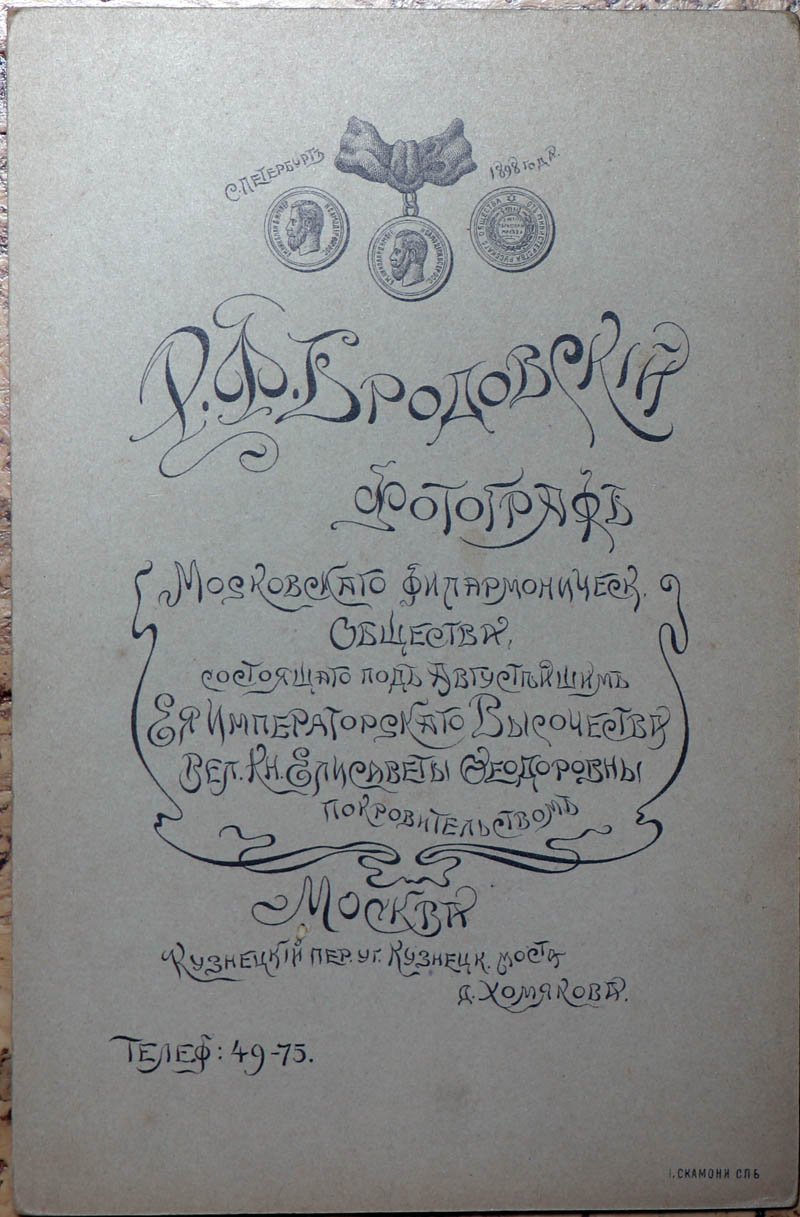 С. ПЕТЕРБУРГЪ
1898 года.
Р. Ф. Бродовскій
Фотографъ
Московскаго филармоническ.
Общества,
состоящаго подъ Августѣйшимъ
Ея Императорскаго Высочества
Вел. Кн. Елисаветы Ѳеодоровны
покровительствомъ
Москва
Кузнецкій пер. уг. Кузнецк. моста
д. Хомякова.
Телеф: 49-75.
І. СКАМОНИ СПБ